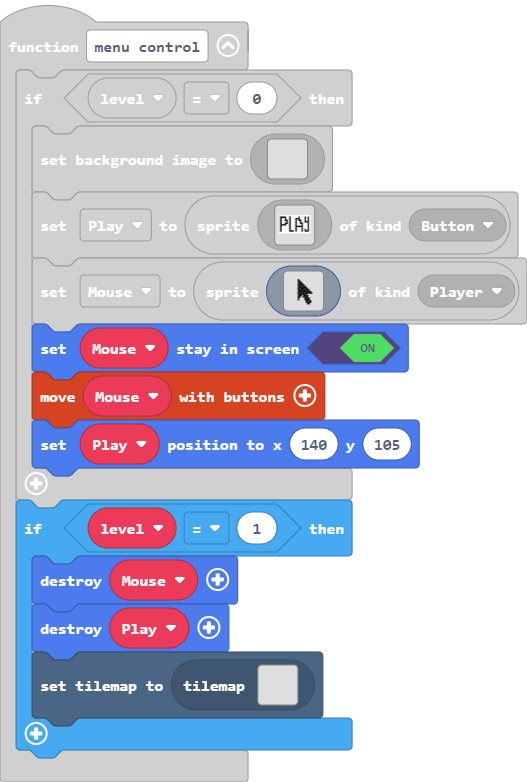 function menu control
if level = 0 then
set background image to
set Play to sprite PLAY of kind Button
set Mouse to sprite of kind Player
set Mouse stay in screen ON
move Mouse with buttons
set Play position to x 140 y 105
if level = 1 then
destroy Mouse
destroy Play
set tilemap to tilemap